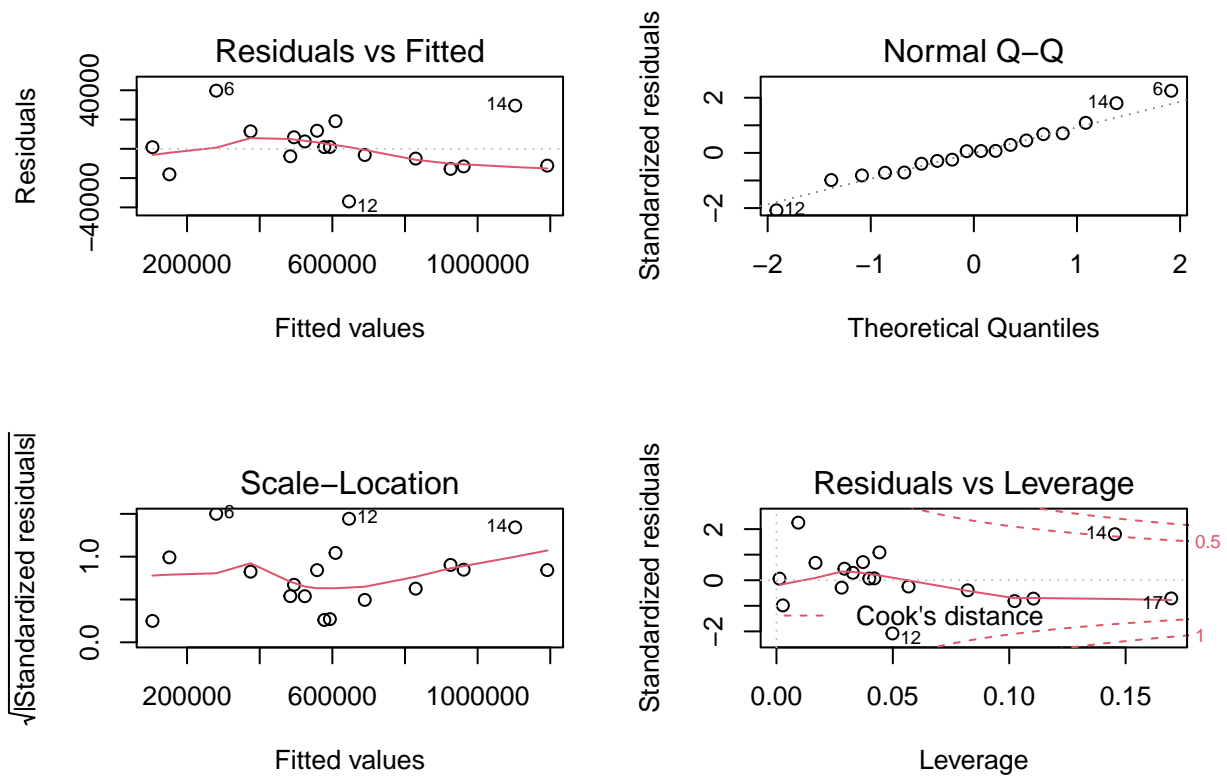 Residuals vs Fitted
Residuals
40000
−40000
6
14
12
200000 600000 1000000
Fitted values
Normal Q−Q
Standardized residuals
2
0
−2
6
14
12
−2 −1 0 1 2
Theoretical Quantiles
Scale−Location
√|Standardized residuals|
1.0
0.0
6
12
14
200000 600000 1000000
Fitted values
Residuals vs Leverage
Standardized residuals
2
0
−2
14
0.5
17
Cook's distance
12
1
0.00 0.05 0.10 0.15
Leverage